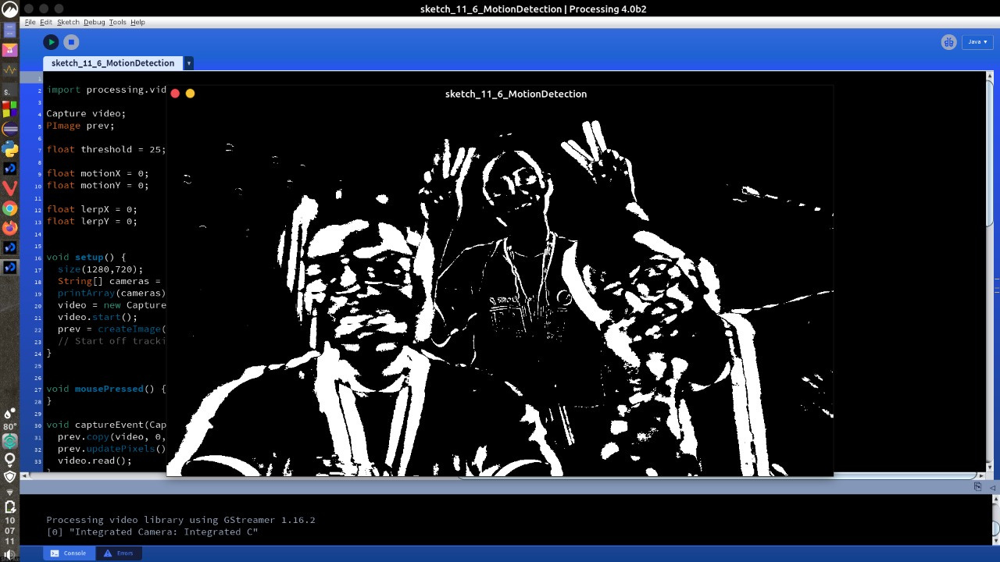 sketch_11_6_MotionDetection | Processing 4.0b2
File Edit Sketch Debug Tools Help
Java
sketch_11_6_MotionDetection
1
2 import processing.vid
3
4 Capture video;
5 PImage prev;
6
7 float threshold = 25;
8
9 float motionX = 0;
10 float motionY = 0;
11
12 float lerpX = 0;
13 float lerpY = 0;
14
15
16 void setup() {
17 size(1280,720);
18 String[] cameras =
19 printArray(cameras)
20 video = new Capture
21 video.start();
22 prev = createImage(
23 // Start off tracki
24 }
25
26
27 void mousePressed() {
28 }
29
30 void captureEvent(Cap
31 prev.copy(video, 0,
32 prev.updatePixels()
33 video.read();
sketch_11_6_MotionDetection
Processing video library using GStreamer 1.16.2
[0] "Integrated Camera: Integrated C"
Console
Errors
$.
80°
10
07
11